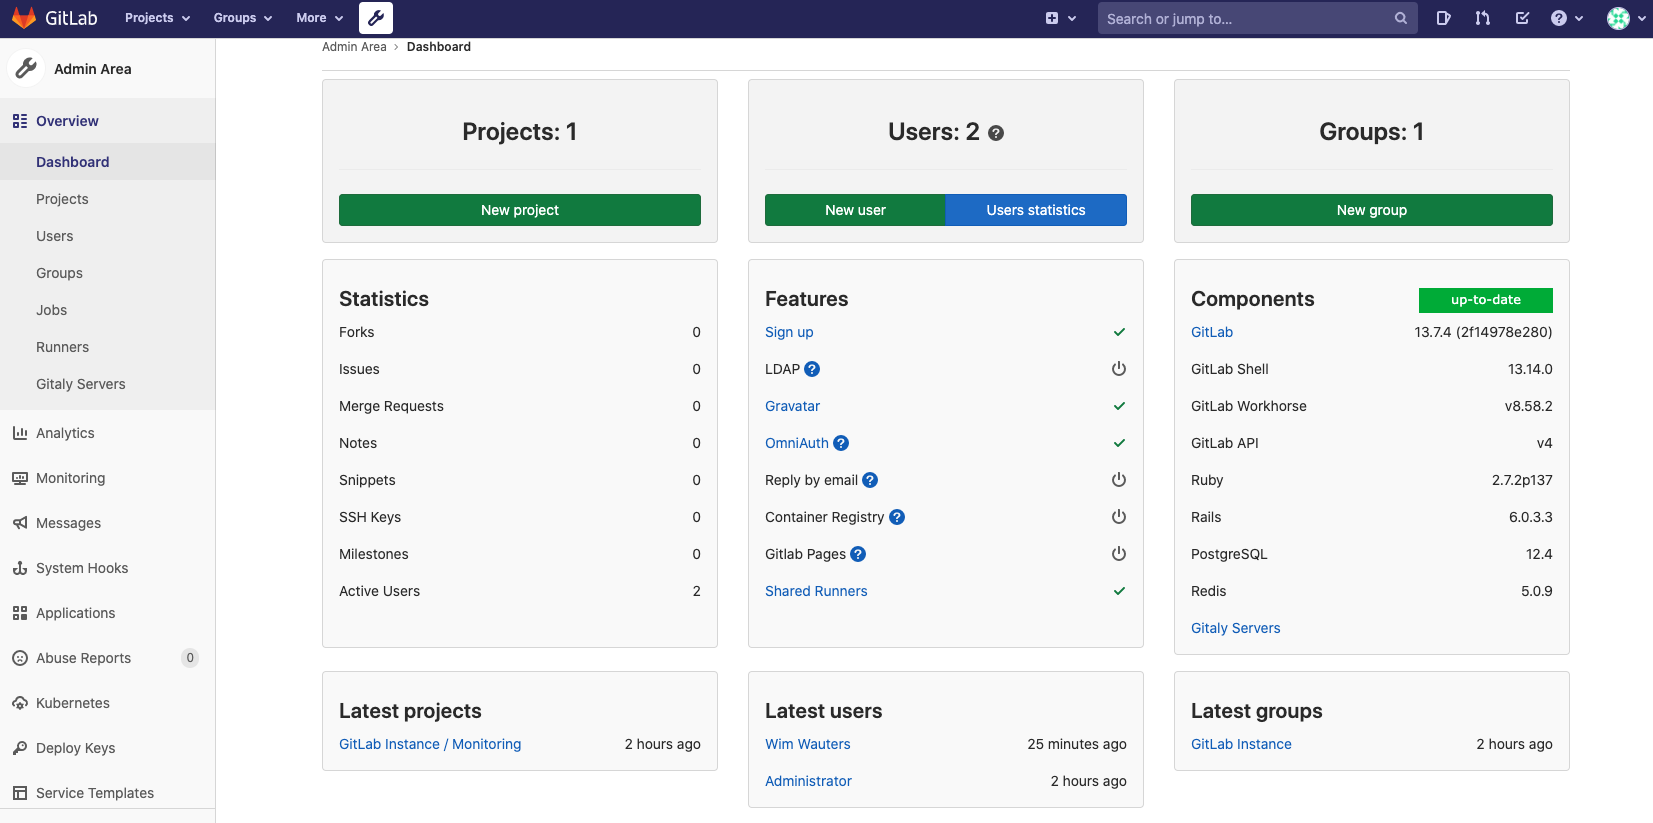 GitLab
Projects
Groups
More
Search or jump to...
Admin Area
Overview
Dashboard
Projects
Users
Groups
Jobs
Runners
Gitaly Servers
Analytics
Monitoring
Messages
System Hooks
Applications
Abuse Reports 0
Kubernetes
Deploy Keys
Service Templates
Admin Area › Dashboard
Projects: 1
New project
Users: 2 ?
New user
Users statistics
Groups: 1
New group
Statistics
Forks 0
Issues 0
Merge Requests 0
Notes 0
Snippets 0
SSH Keys 0
Milestones 0
Active Users 2
Features
Sign up
LDAP ?
Gravatar
OmniAuth ?
Reply by email ?
Container Registry ?
Gitlab Pages ?
Shared Runners
Components up-to-date
GitLab 13.7.4 (2f14978e280)
GitLab Shell 13.14.0
GitLab Workhorse v8.58.2
GitLab API v4
Ruby 2.7.2p137
Rails 6.0.3.3
PostgreSQL 12.4
Redis 5.0.9
Gitaly Servers
Latest projects
GitLab Instance / Monitoring 2 hours ago
Latest users
Wim Wauters 25 minutes ago
Administrator 2 hours ago
Latest groups
GitLab Instance 2 hours ago